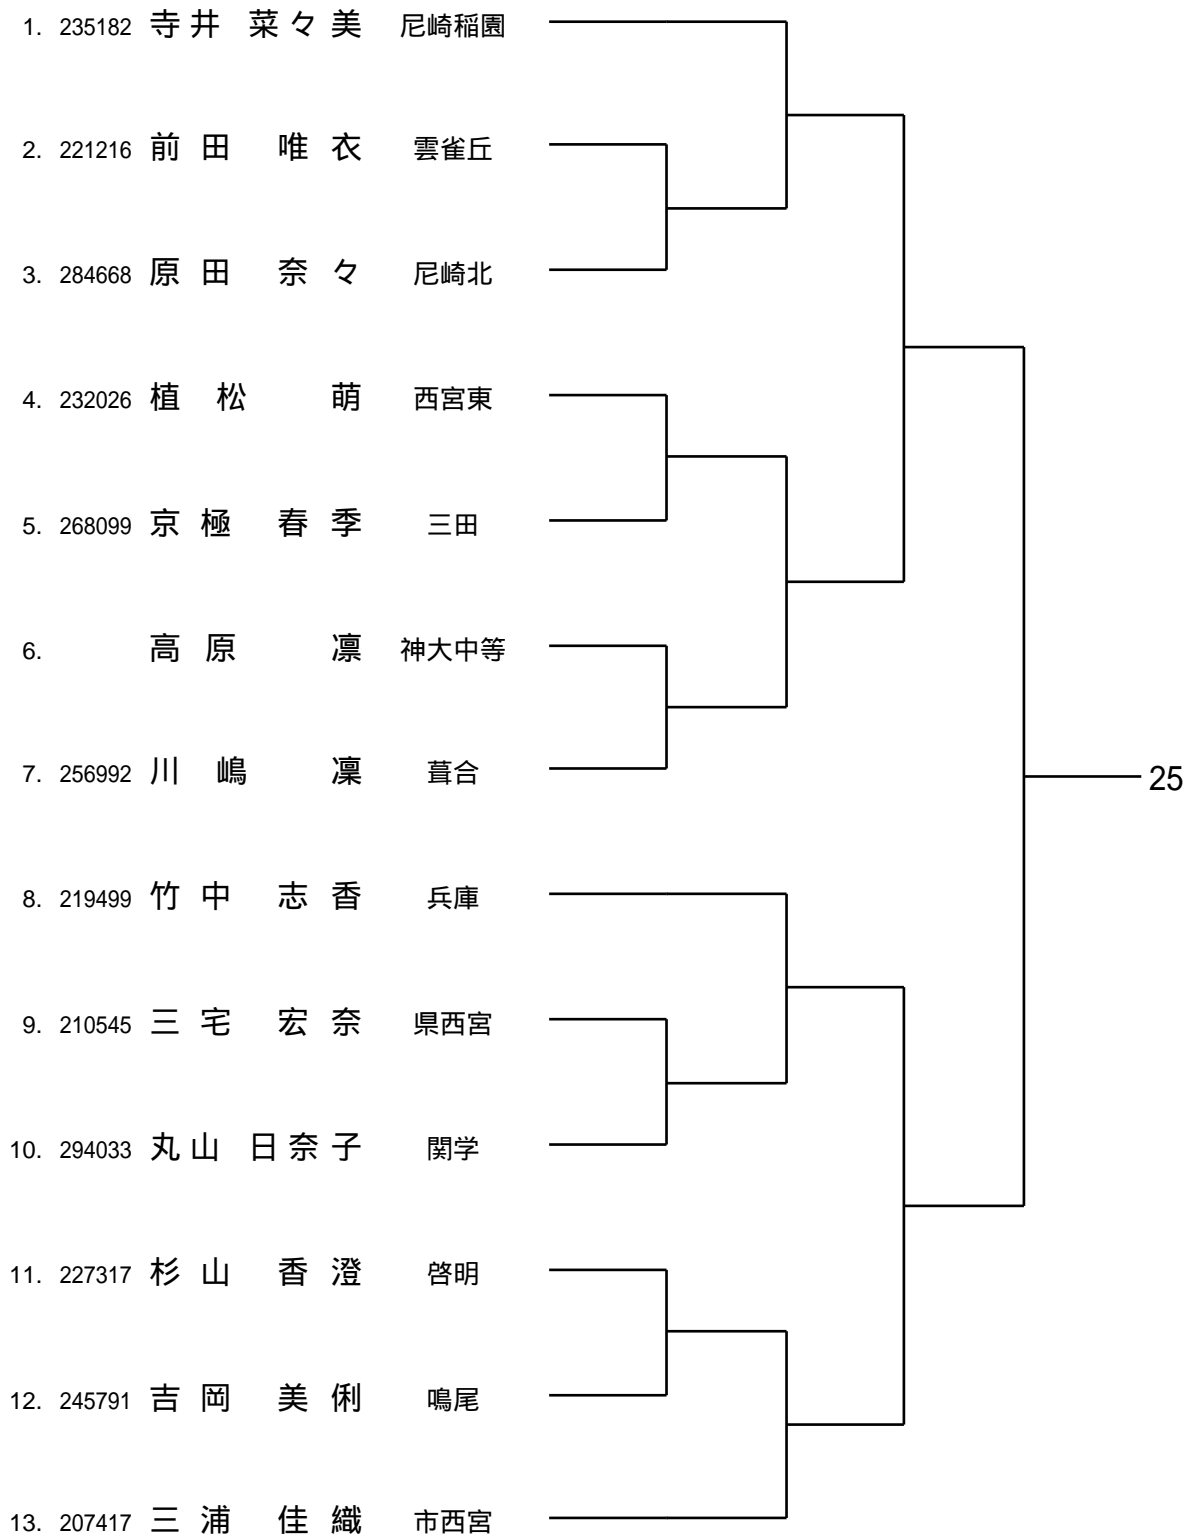 1. 235182 寺井 菜々美 尼崎稲園
2. 221216 前田 唯衣 雲雀丘
3. 284668 原田 奈々 尼崎北
4. 232026 植松 萌 西宮東
5. 268099 京極 春季 三田
6. 高原 凛 神大中等
7. 256992 川嶋 凜 葺合
25
8. 219499 竹中 志香 兵庫
9. 210545 三宅 宏奈 県西宮
10. 294033 丸山 日奈子 関学
11. 227317 杉山 香澄 啓明
12. 245791 吉岡 美俐 鳴尾
13. 207417 三浦 佳織 市西宮